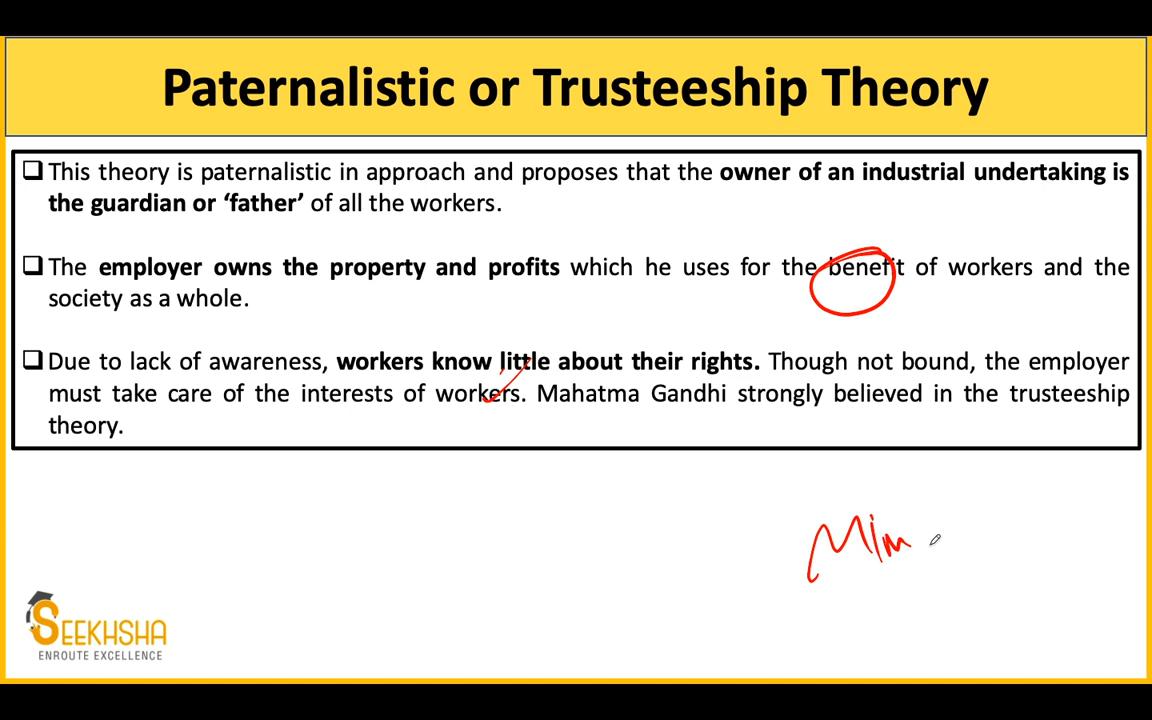 Paternalistic or Trusteeship Theory
❑ This theory is paternalistic in approach and proposes that the owner of an industrial undertaking is
the guardian or ‘father’ of all the workers.
❑ The employer owns the property and profits which he uses for the benefit of workers and the
society as a whole.
❑ Due to lack of awareness, workers know little about their rights. Though not bound, the employer
must take care of the interests of workers. Mahatma Gandhi strongly believed in the trusteeship
theory.
Mim
SEEKHSHA
ENROUTE EXCELLENCE